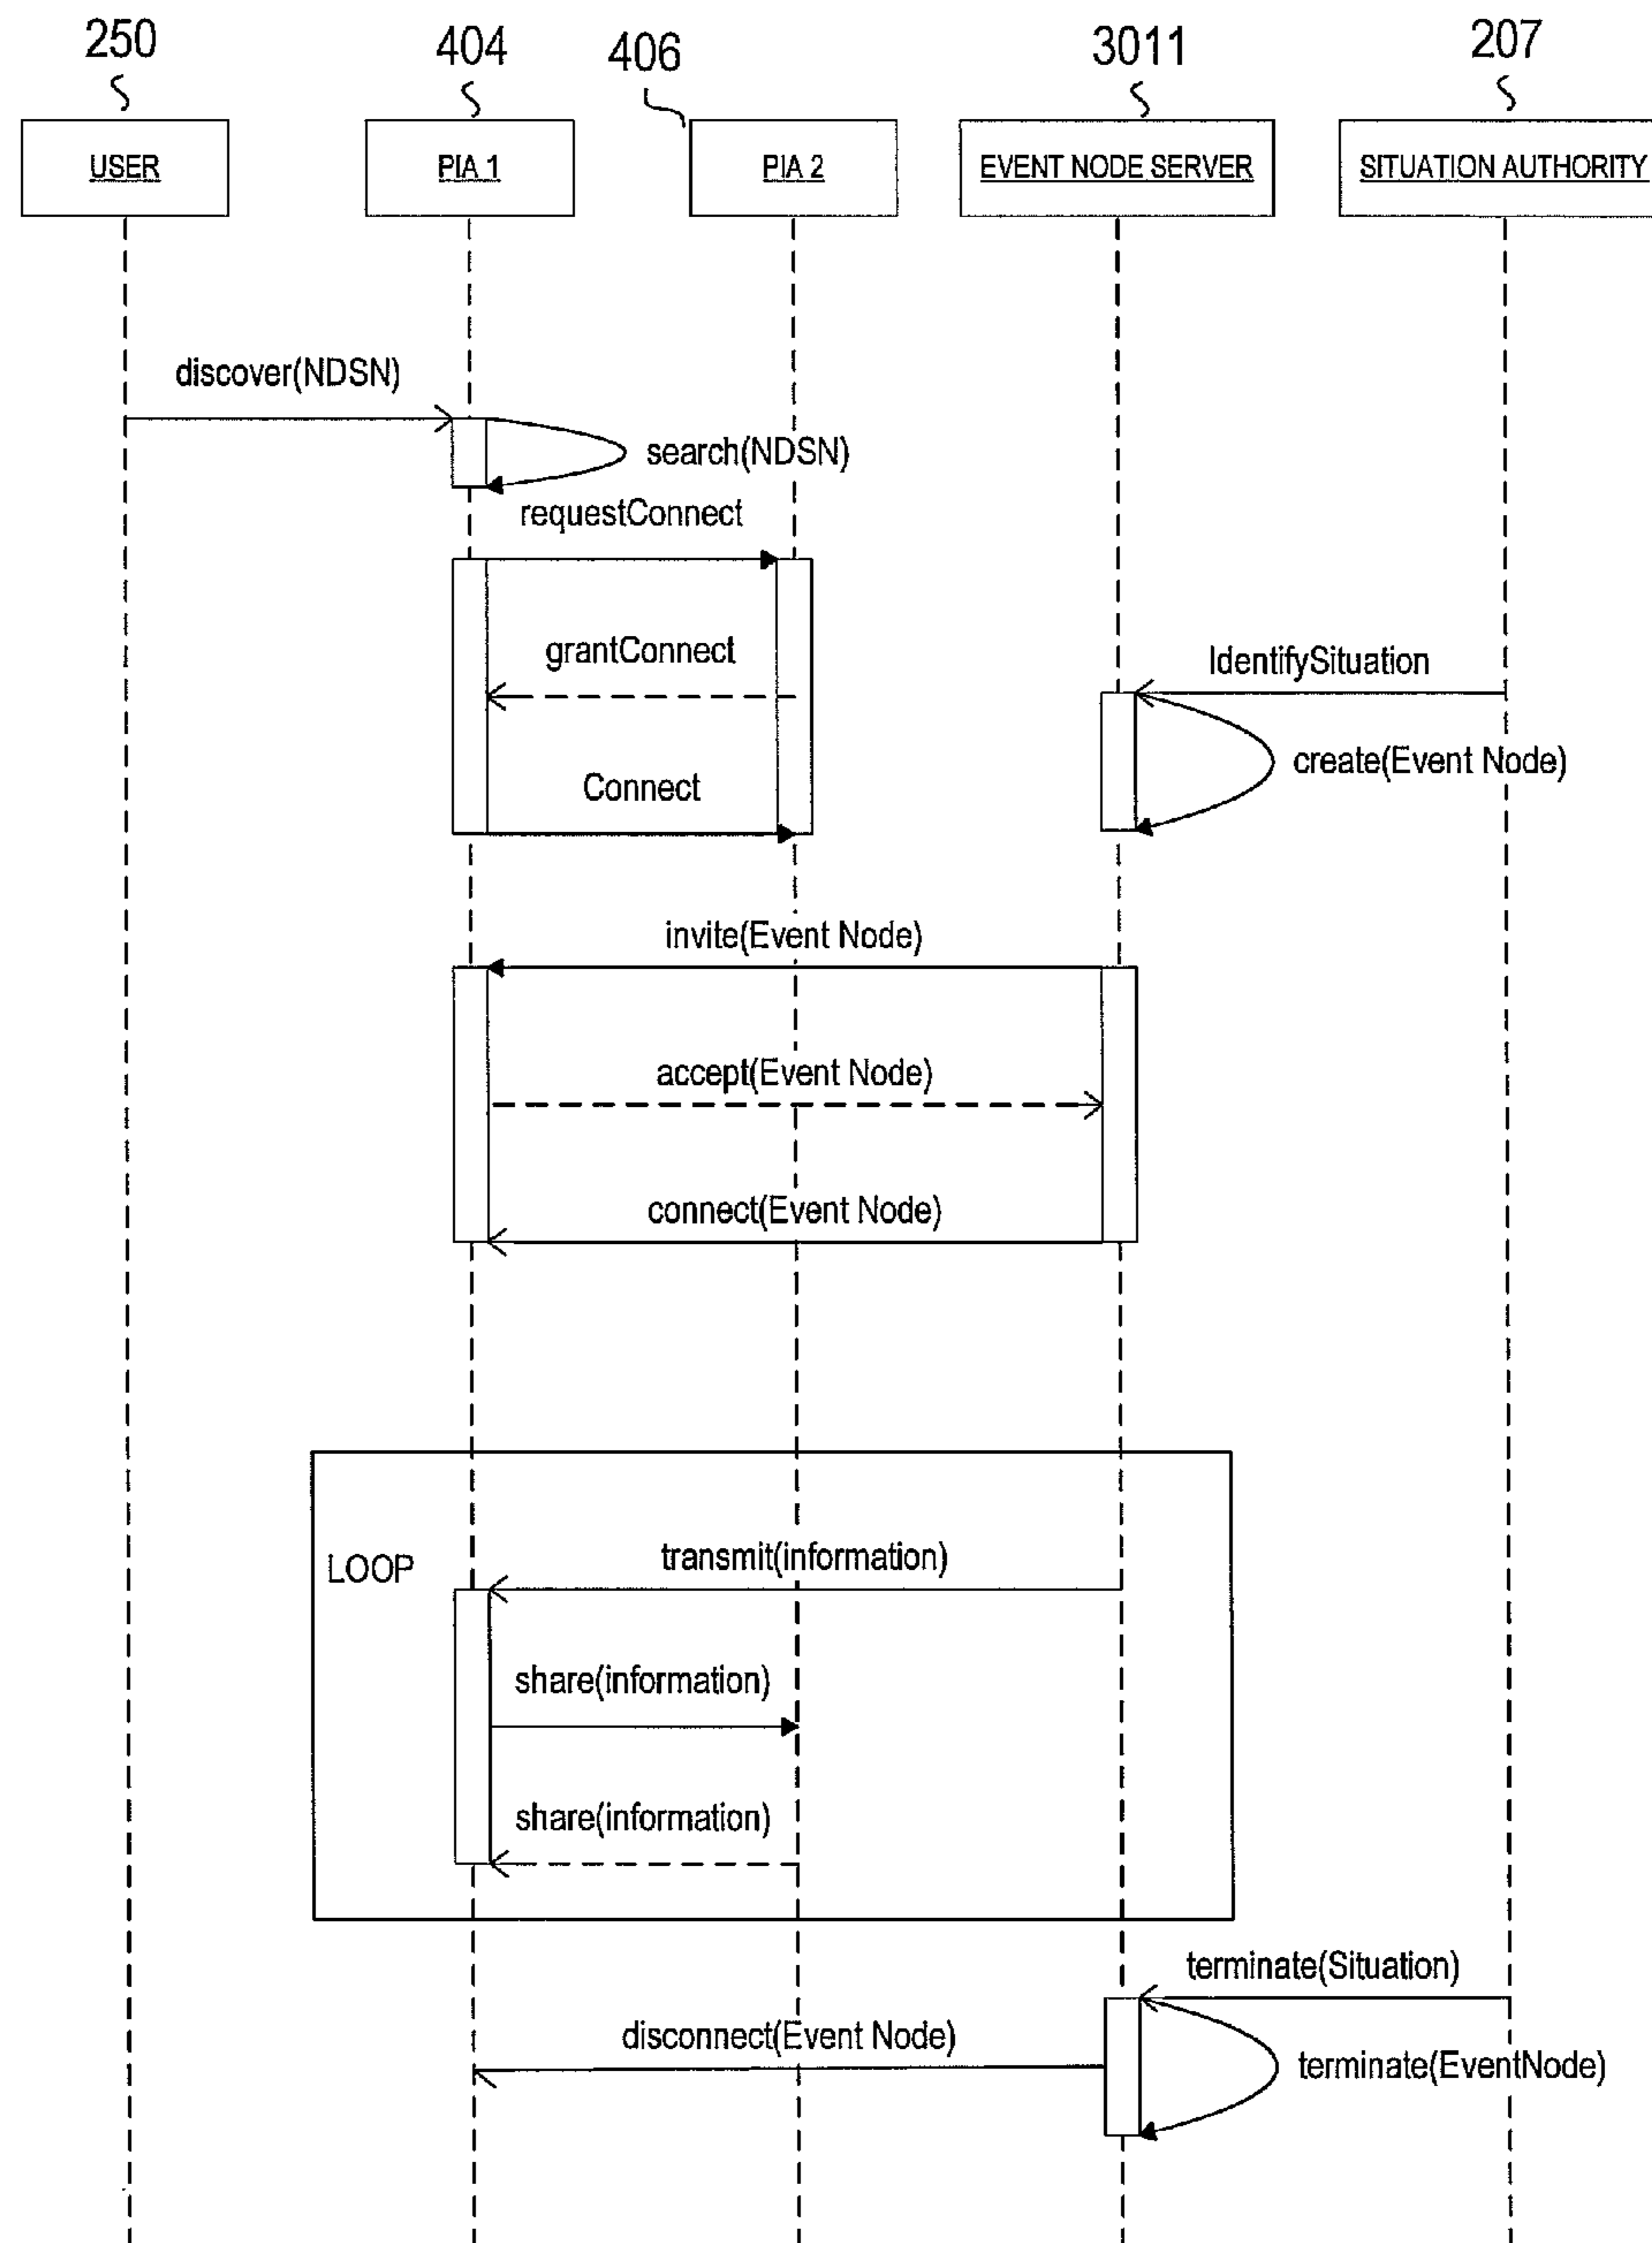 250
404
406
3011
207
USER
PIA 1
PIA 2
EVENT NODE SERVER
SITUATION AUTHORITY
discover(NDSN)
search(NDSN)
requestConnect
grantConnect
IdentifySituation
create(Event Node)
Connect
invite(Event Node)
accept(Event Node)
connect(Event Node)
LOOP
transmit(information)
share(information)
share(information)
terminate(Situation)
disconnect(Event Node)
terminate(EventNode)